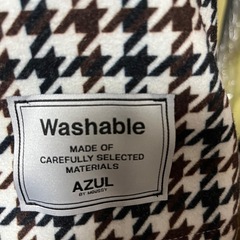 Washable
MADE OF
CAREFULLY SELECTED
MATERIALS
AZUL
BY MOUSSY